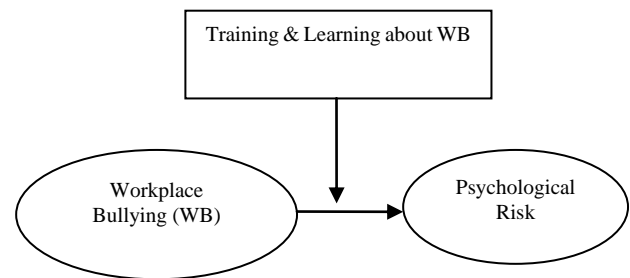 Training & Learning about WB
Workplace
Bullying (WB)
Psychological
Risk